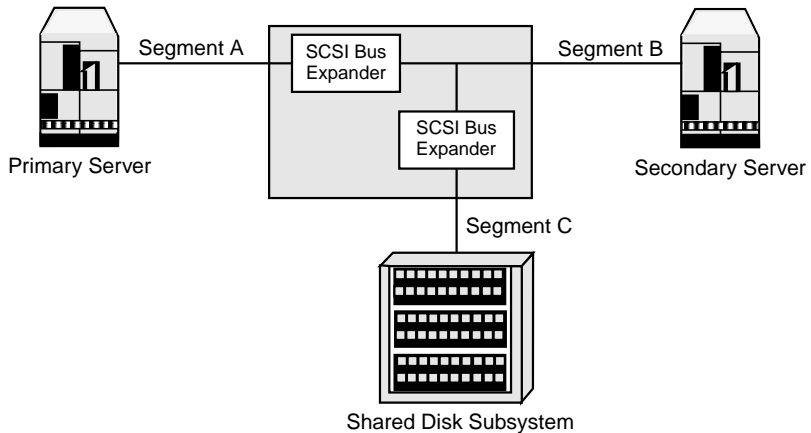 Segment A
SCSI Bus
Expander
Segment B
SCSI Bus
Expander
Primary Server
Secondary Server
Segment C
Shared Disk Subsystem